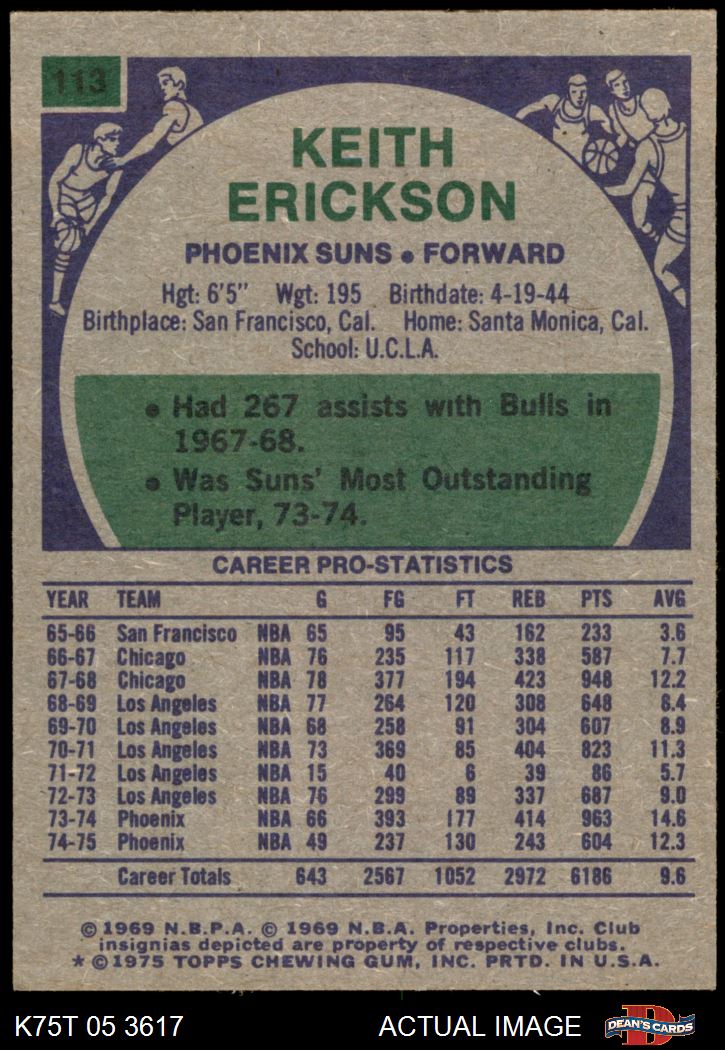 113
KEITH
ERICKSON
PHOENIX SUNS • FORWARD
Hgt: 6'5" Wgt: 195 Birthdate: 4-19-44
Birthplace: San Francisco, Cal. Home: Santa Monica, Cal.
School: U.C.L.A.
• Had 267 assists with Bulls in
1967-68.
• Was Suns' Most Outstanding
Player, 73-74.
CAREER PRO-STATISTICS
YEAR TEAM G FG FT REB PTS AVG
65-66 San Francisco NBA 65 95 43 162 233 3.6
66-67 Chicago NBA 76 235 117 338 587 7.7
67-68 Chicago NBA 78 377 194 423 948 12.2
68-69 Los Angeles NBA 77 264 120 308 648 8.4
69-70 Los Angeles NBA 68 258 91 304 607 8.9
70-71 Los Angeles NBA 73 369 85 404 823 11.3
71-72 Los Angeles NBA 15 40 6 39 86 5.7
72-73 Los Angeles NBA 76 299 89 337 687 9.0
73-74 Phoenix NBA 66 393 177 414 963 14.6
74-75 Phoenix NBA 49 237 130 243 604 12.3
Career Totals 643 2567 1052 2972 6186 9.6
© 1969 N.B.P.A. © 1969 N.B.A. Properties, Inc. Club
insignias depicted are property of respective clubs.
* © 1975 TOPPS CHEWING GUM, INC. PRTD. IN U.S.A.
K75T 05 3617 ACTUAL IMAGE D DEAN'S CARDS